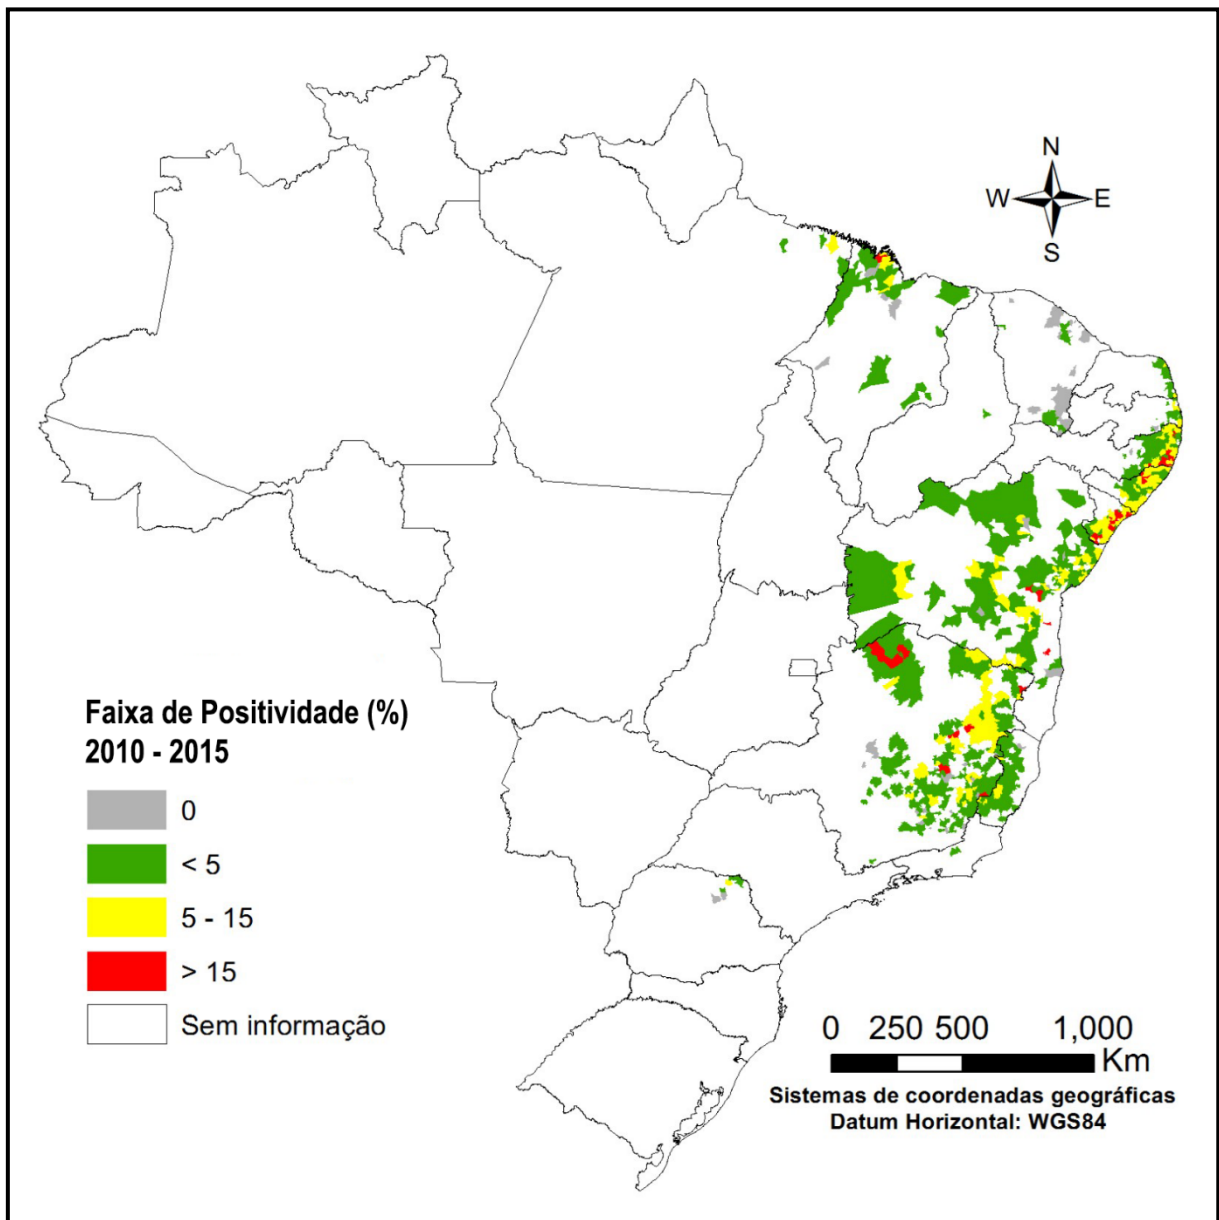 N
W E
S
Faixa de Positividade (%)
2010 - 2015
0
< 5
5 - 15
> 15
Sem informação
0 250 500 1,000
Km
Sistemas de coordenadas geográficas
Datum Horizontal: WGS84